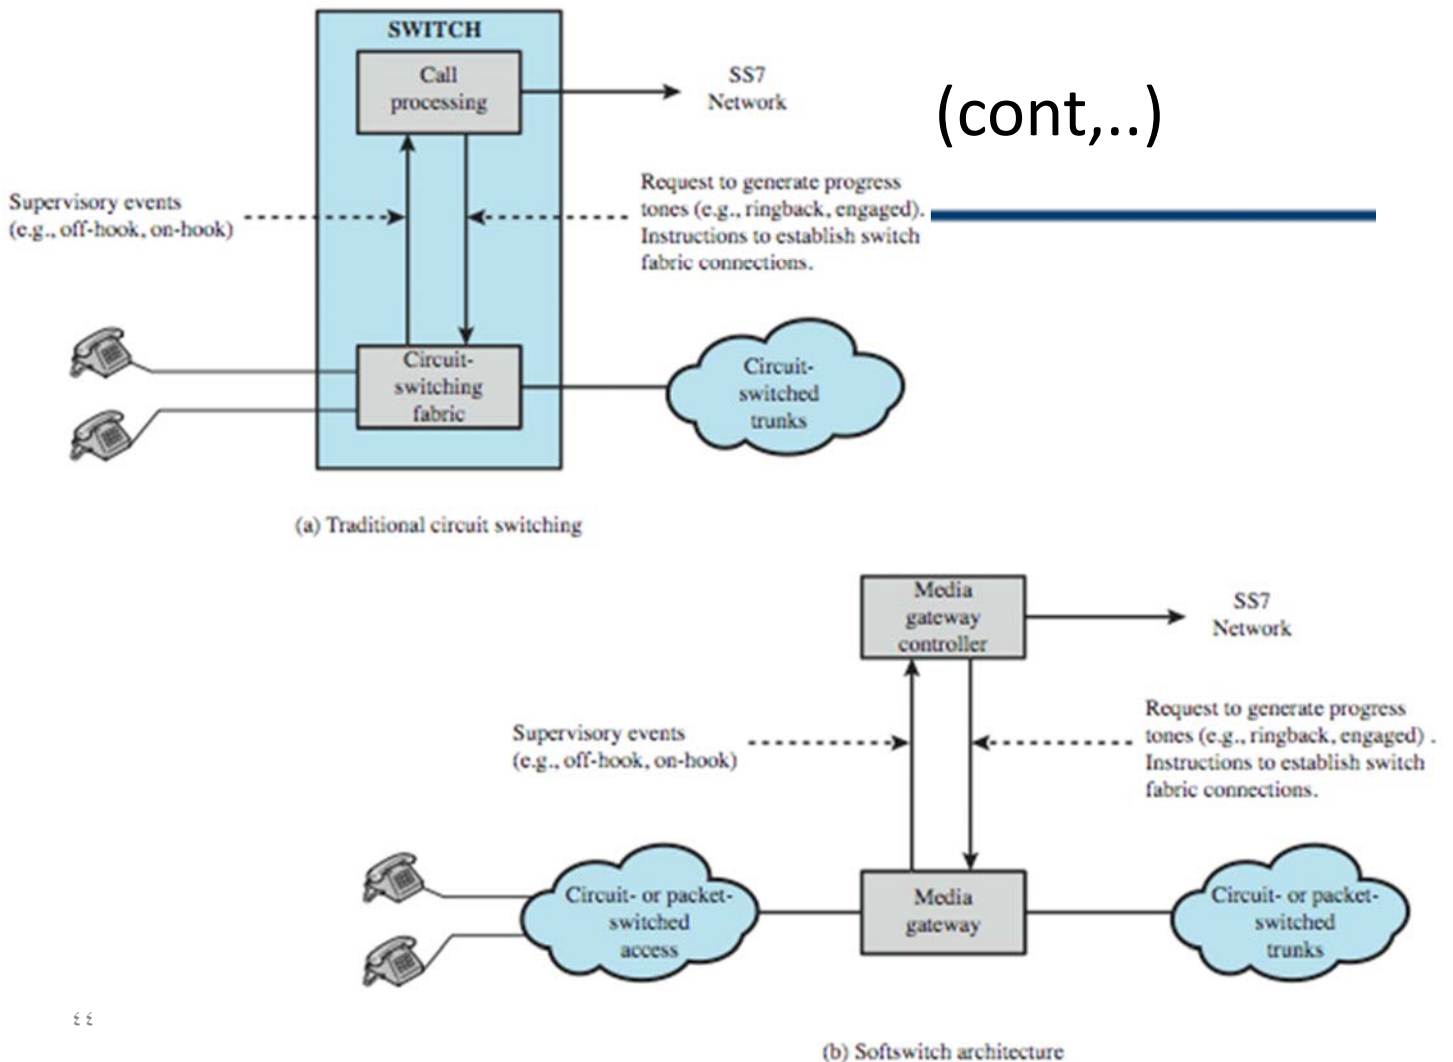 SWITCH
Call
processing
SS7
Network
(cont,..)
Supervisory events
(e.g., off-hook, on-hook)
Request to generate progress
tones (e.g., ringback, engaged).
Instructions to establish switch
fabric connections.
Circuit-
switching
fabric
Circuit-
switched
trunks
(a) Traditional circuit switching
Media
gateway
controller
SS7
Network
Supervisory events
(e.g., off-hook, on-hook)
Request to generate progress
tones (e.g., ringback, engaged) .
Instructions to establish switch
fabric connections.
Circuit- or packet-
switched
access
Media
gateway
Circuit- or packet-
switched
trunks
٤٤
(b) Softswitch architecture